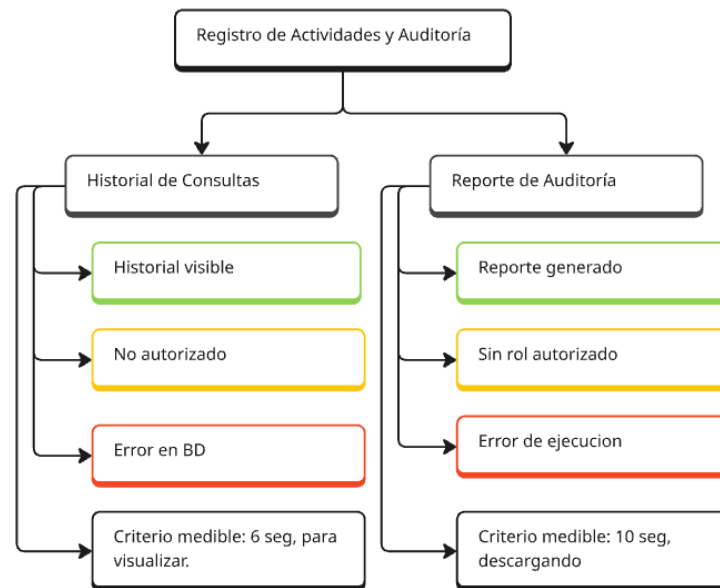 Registro de Actividades y Auditoría
Historial de Consultas
Reporte de Auditoría
Historial visible
Reporte generado
No autorizado
Sin rol autorizado
Error en BD
Error de ejecucion
Criterio medible: 6 seg, para
visualizar.
Criterio medible: 10 seg,
descargando